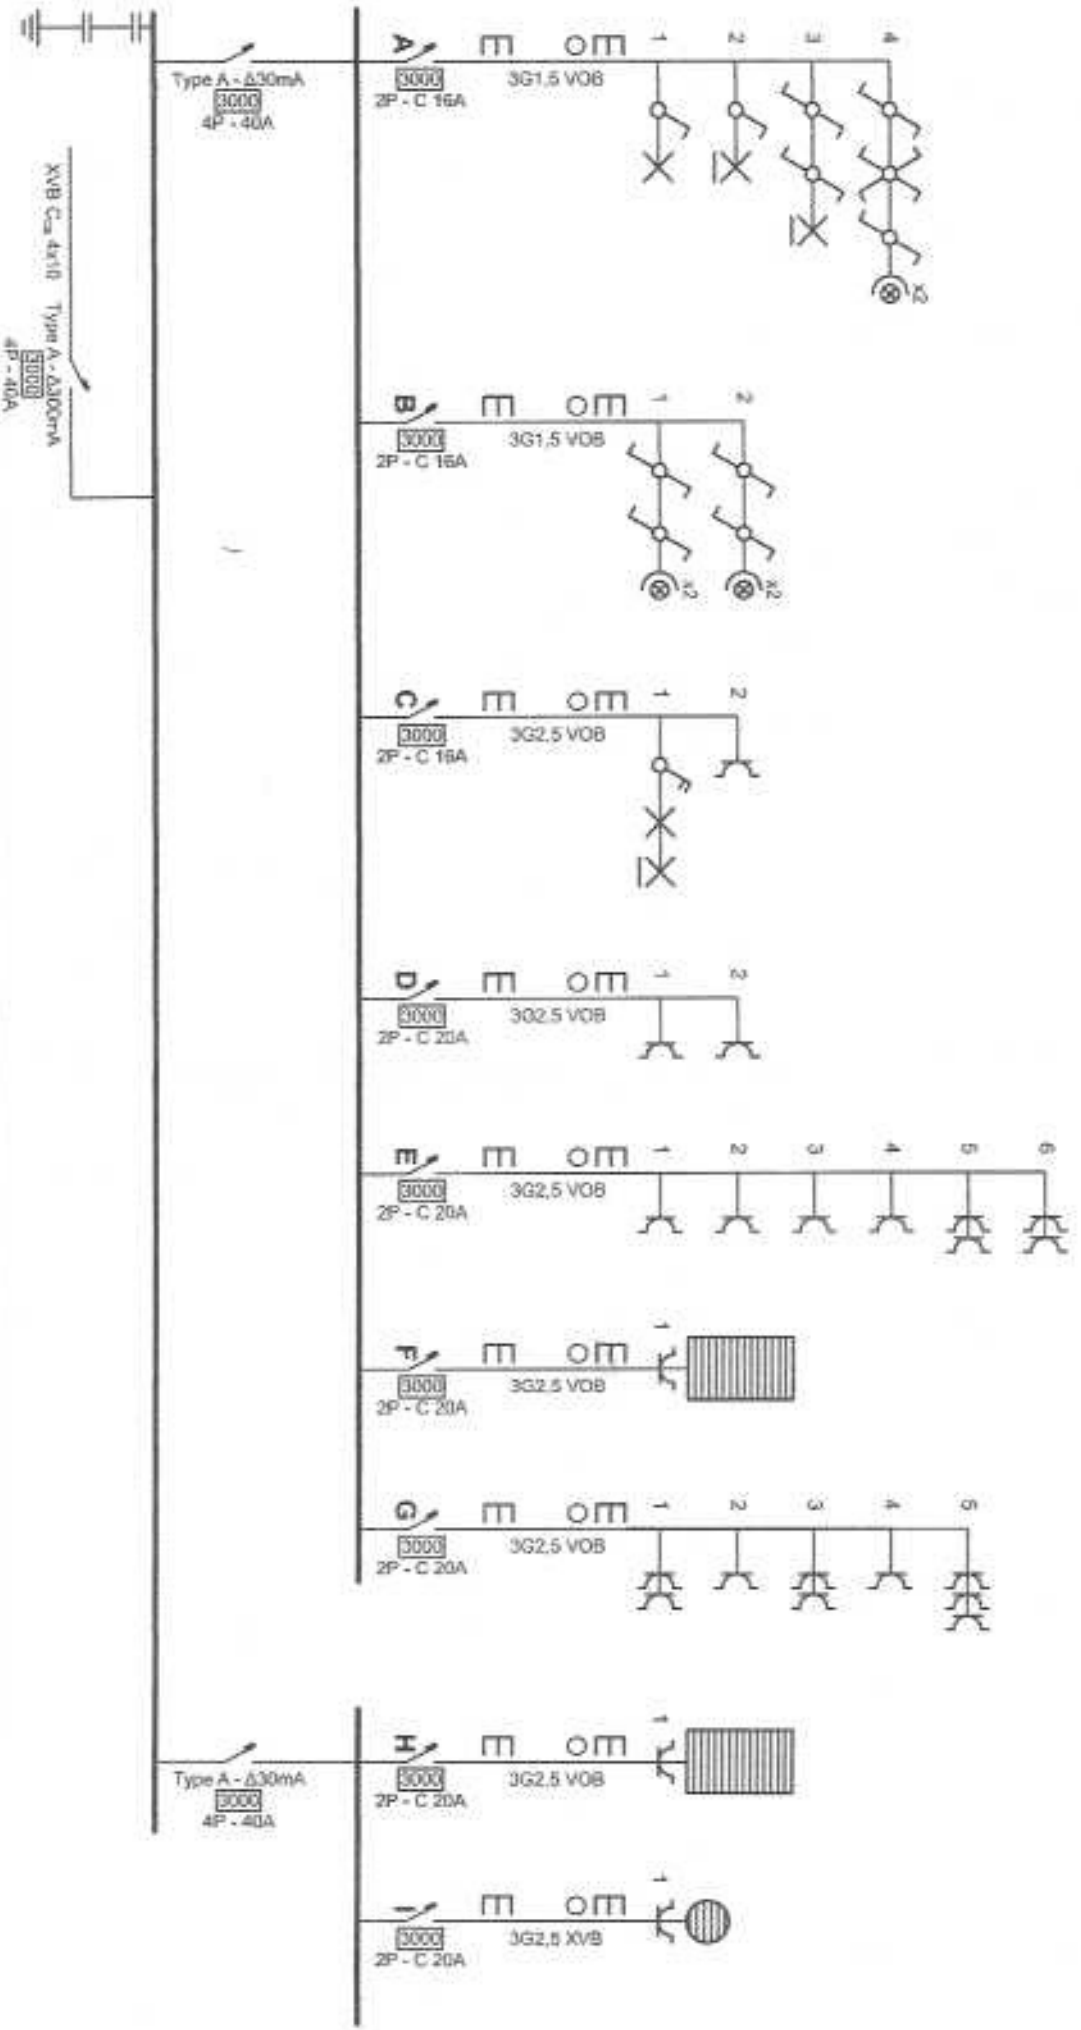 Type A - Δ30mA
3000
4P - 40A
XVB Cca 4x10
Type A - Δ300mA
3000
4P - 40A
A
3000
2P - C 16A
3G1,5 VOB
1
2
3
4
x2
B
3000
2P - C 16A
3G1,5 VOB
1
2
x2
x2
C
3000
2P - C 16A
3G2,5 VOB
1
2
D
3000
2P - C 20A
3G2,5 VOB
1
2
E
3000
2P - C 20A
3G2,5 VOB
1
2
3
4
5
6
F
3000
2P - C 20A
3G2,5 VOB
1
G
3000
2P - C 20A
3G2,5 VOB
1
2
3
4
5
Type A - Δ30mA
3000
4P - 40A
H
3000
2P - C 20A
3G2,5 VOB
1
I
3000
2P - C 20A
3G2,5 XVB
1